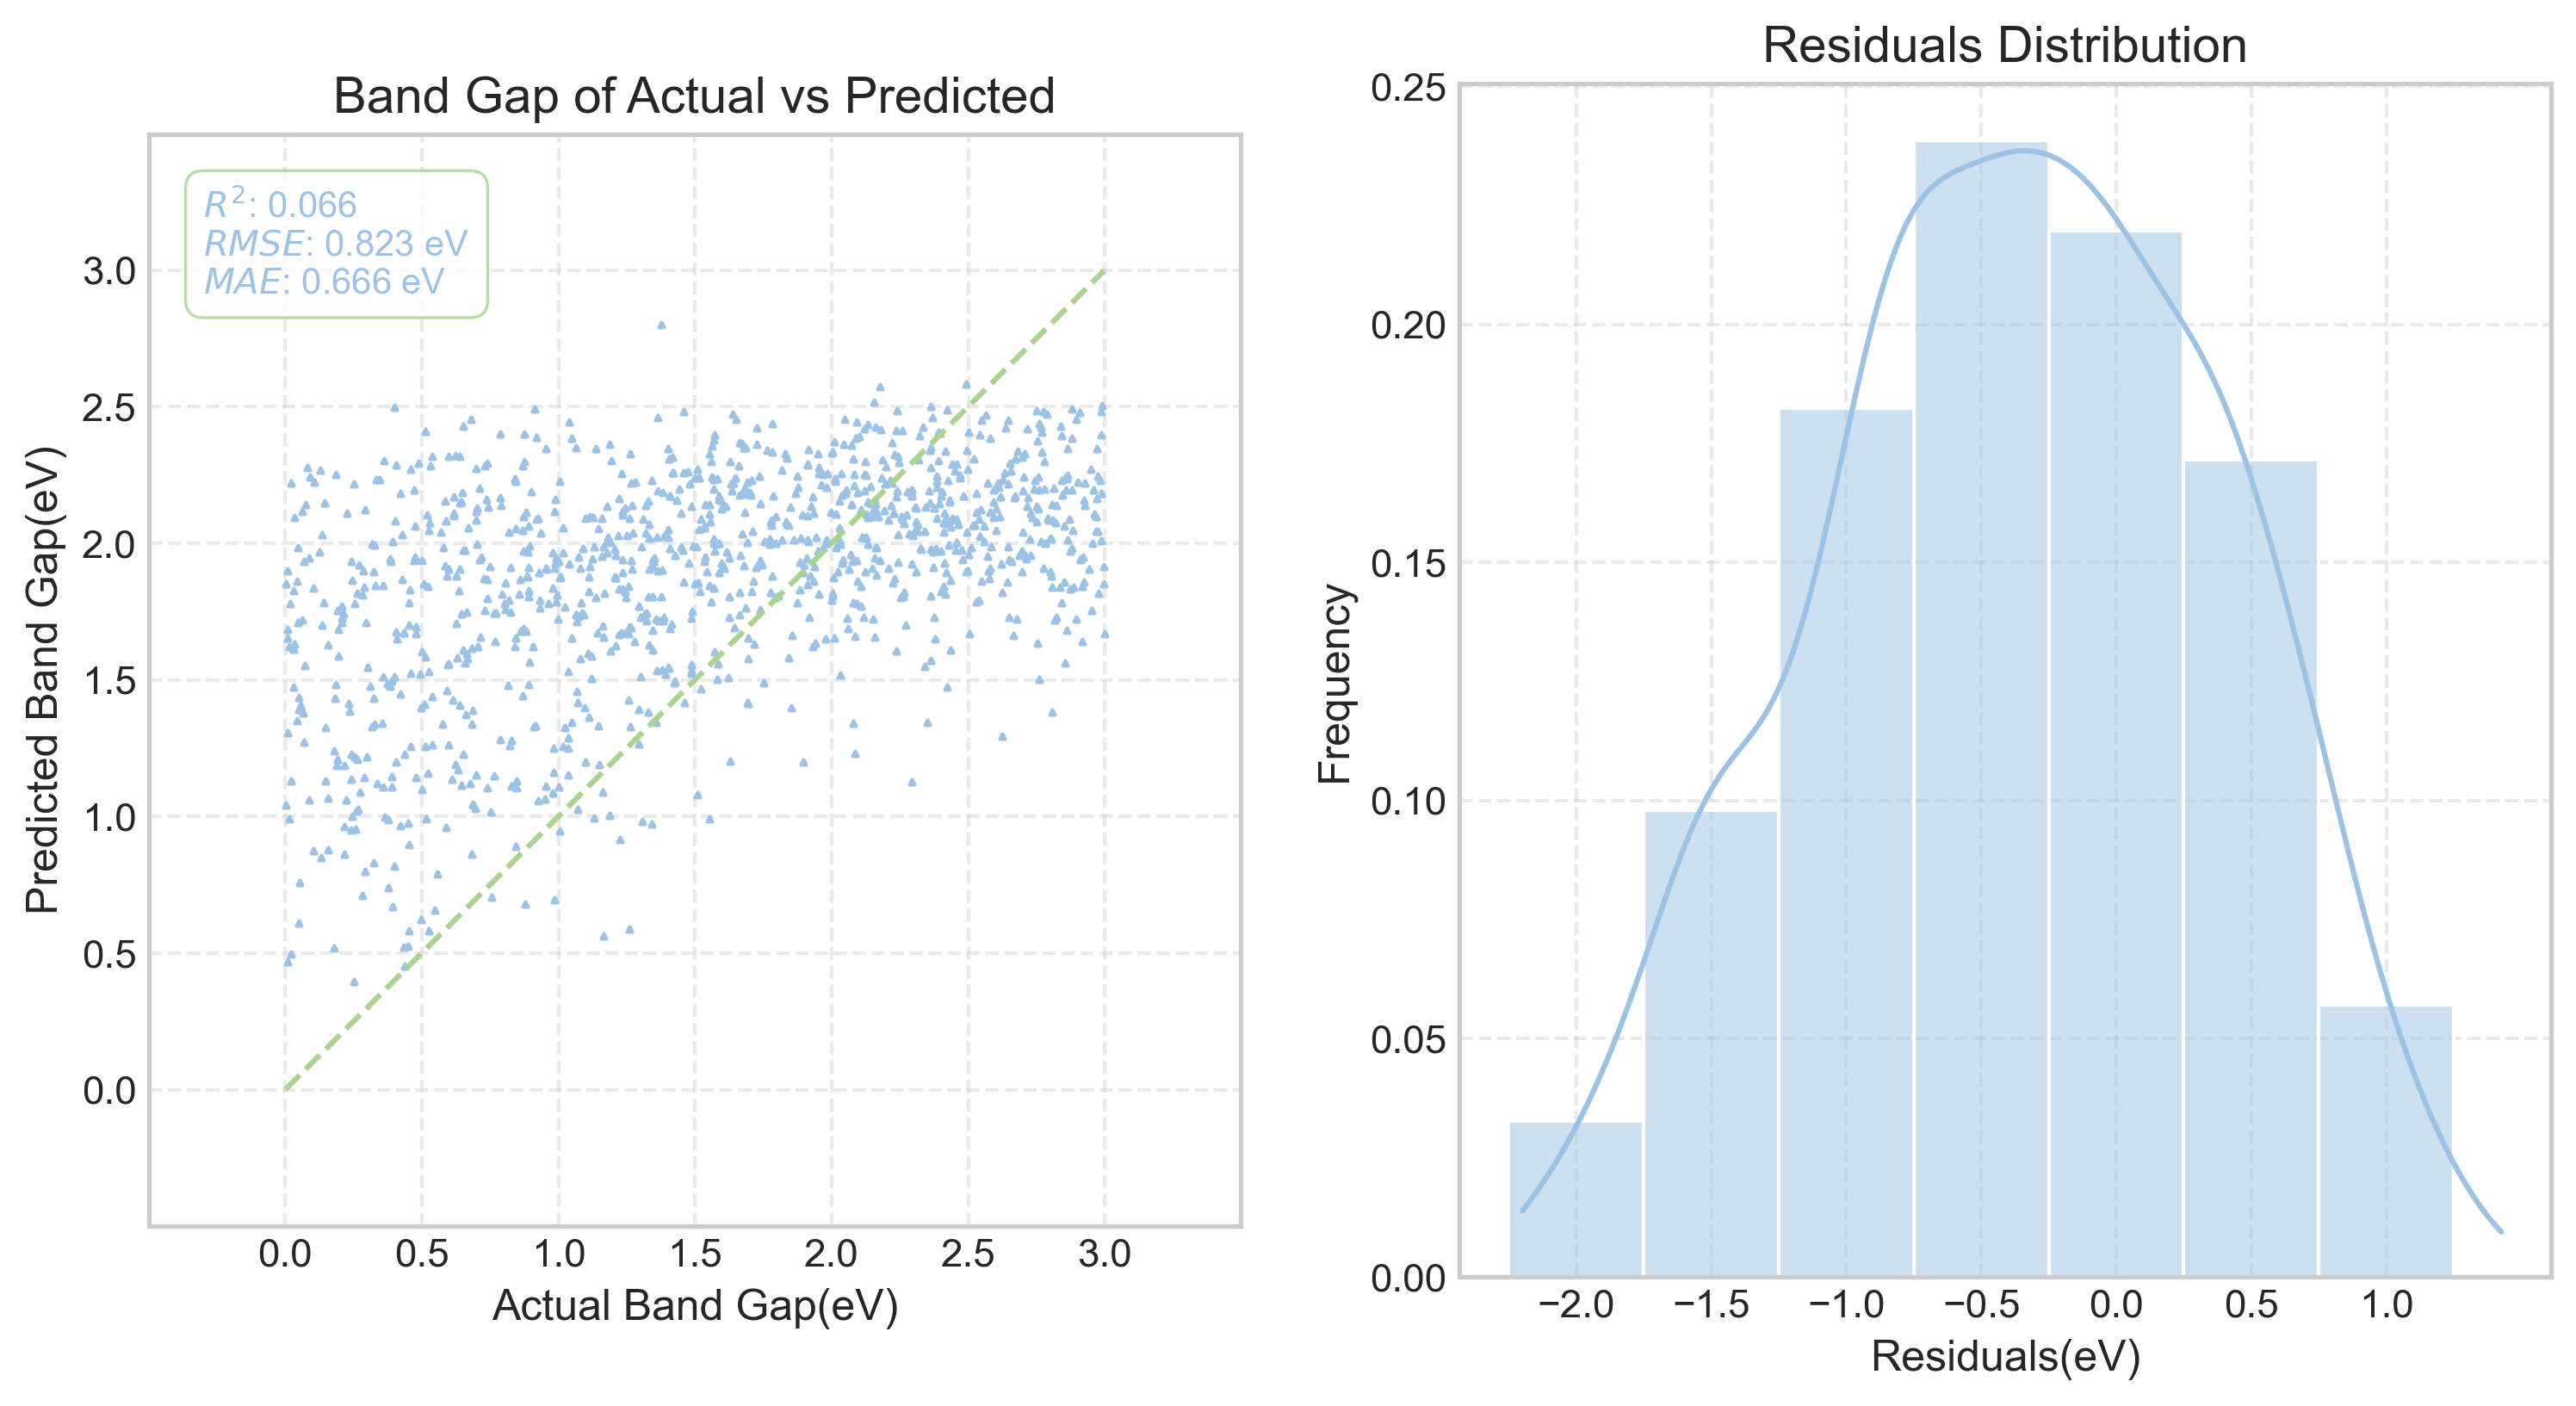 Band Gap of Actual vs Predicted
R²: 0.066
RMSE: 0.823 eV
MAE: 0.666 eV
Predicted Band Gap(eV)
3.0
2.5
2.0
1.5
1.0
0.5
0.0
0.0 0.5 1.0 1.5 2.0 2.5 3.0
Actual Band Gap(eV)
Residuals Distribution
Frequency
0.25
0.20
0.15
0.10
0.05
0.00
−2.0 −1.5 −1.0 −0.5 0.0 0.5 1.0
Residuals(eV)